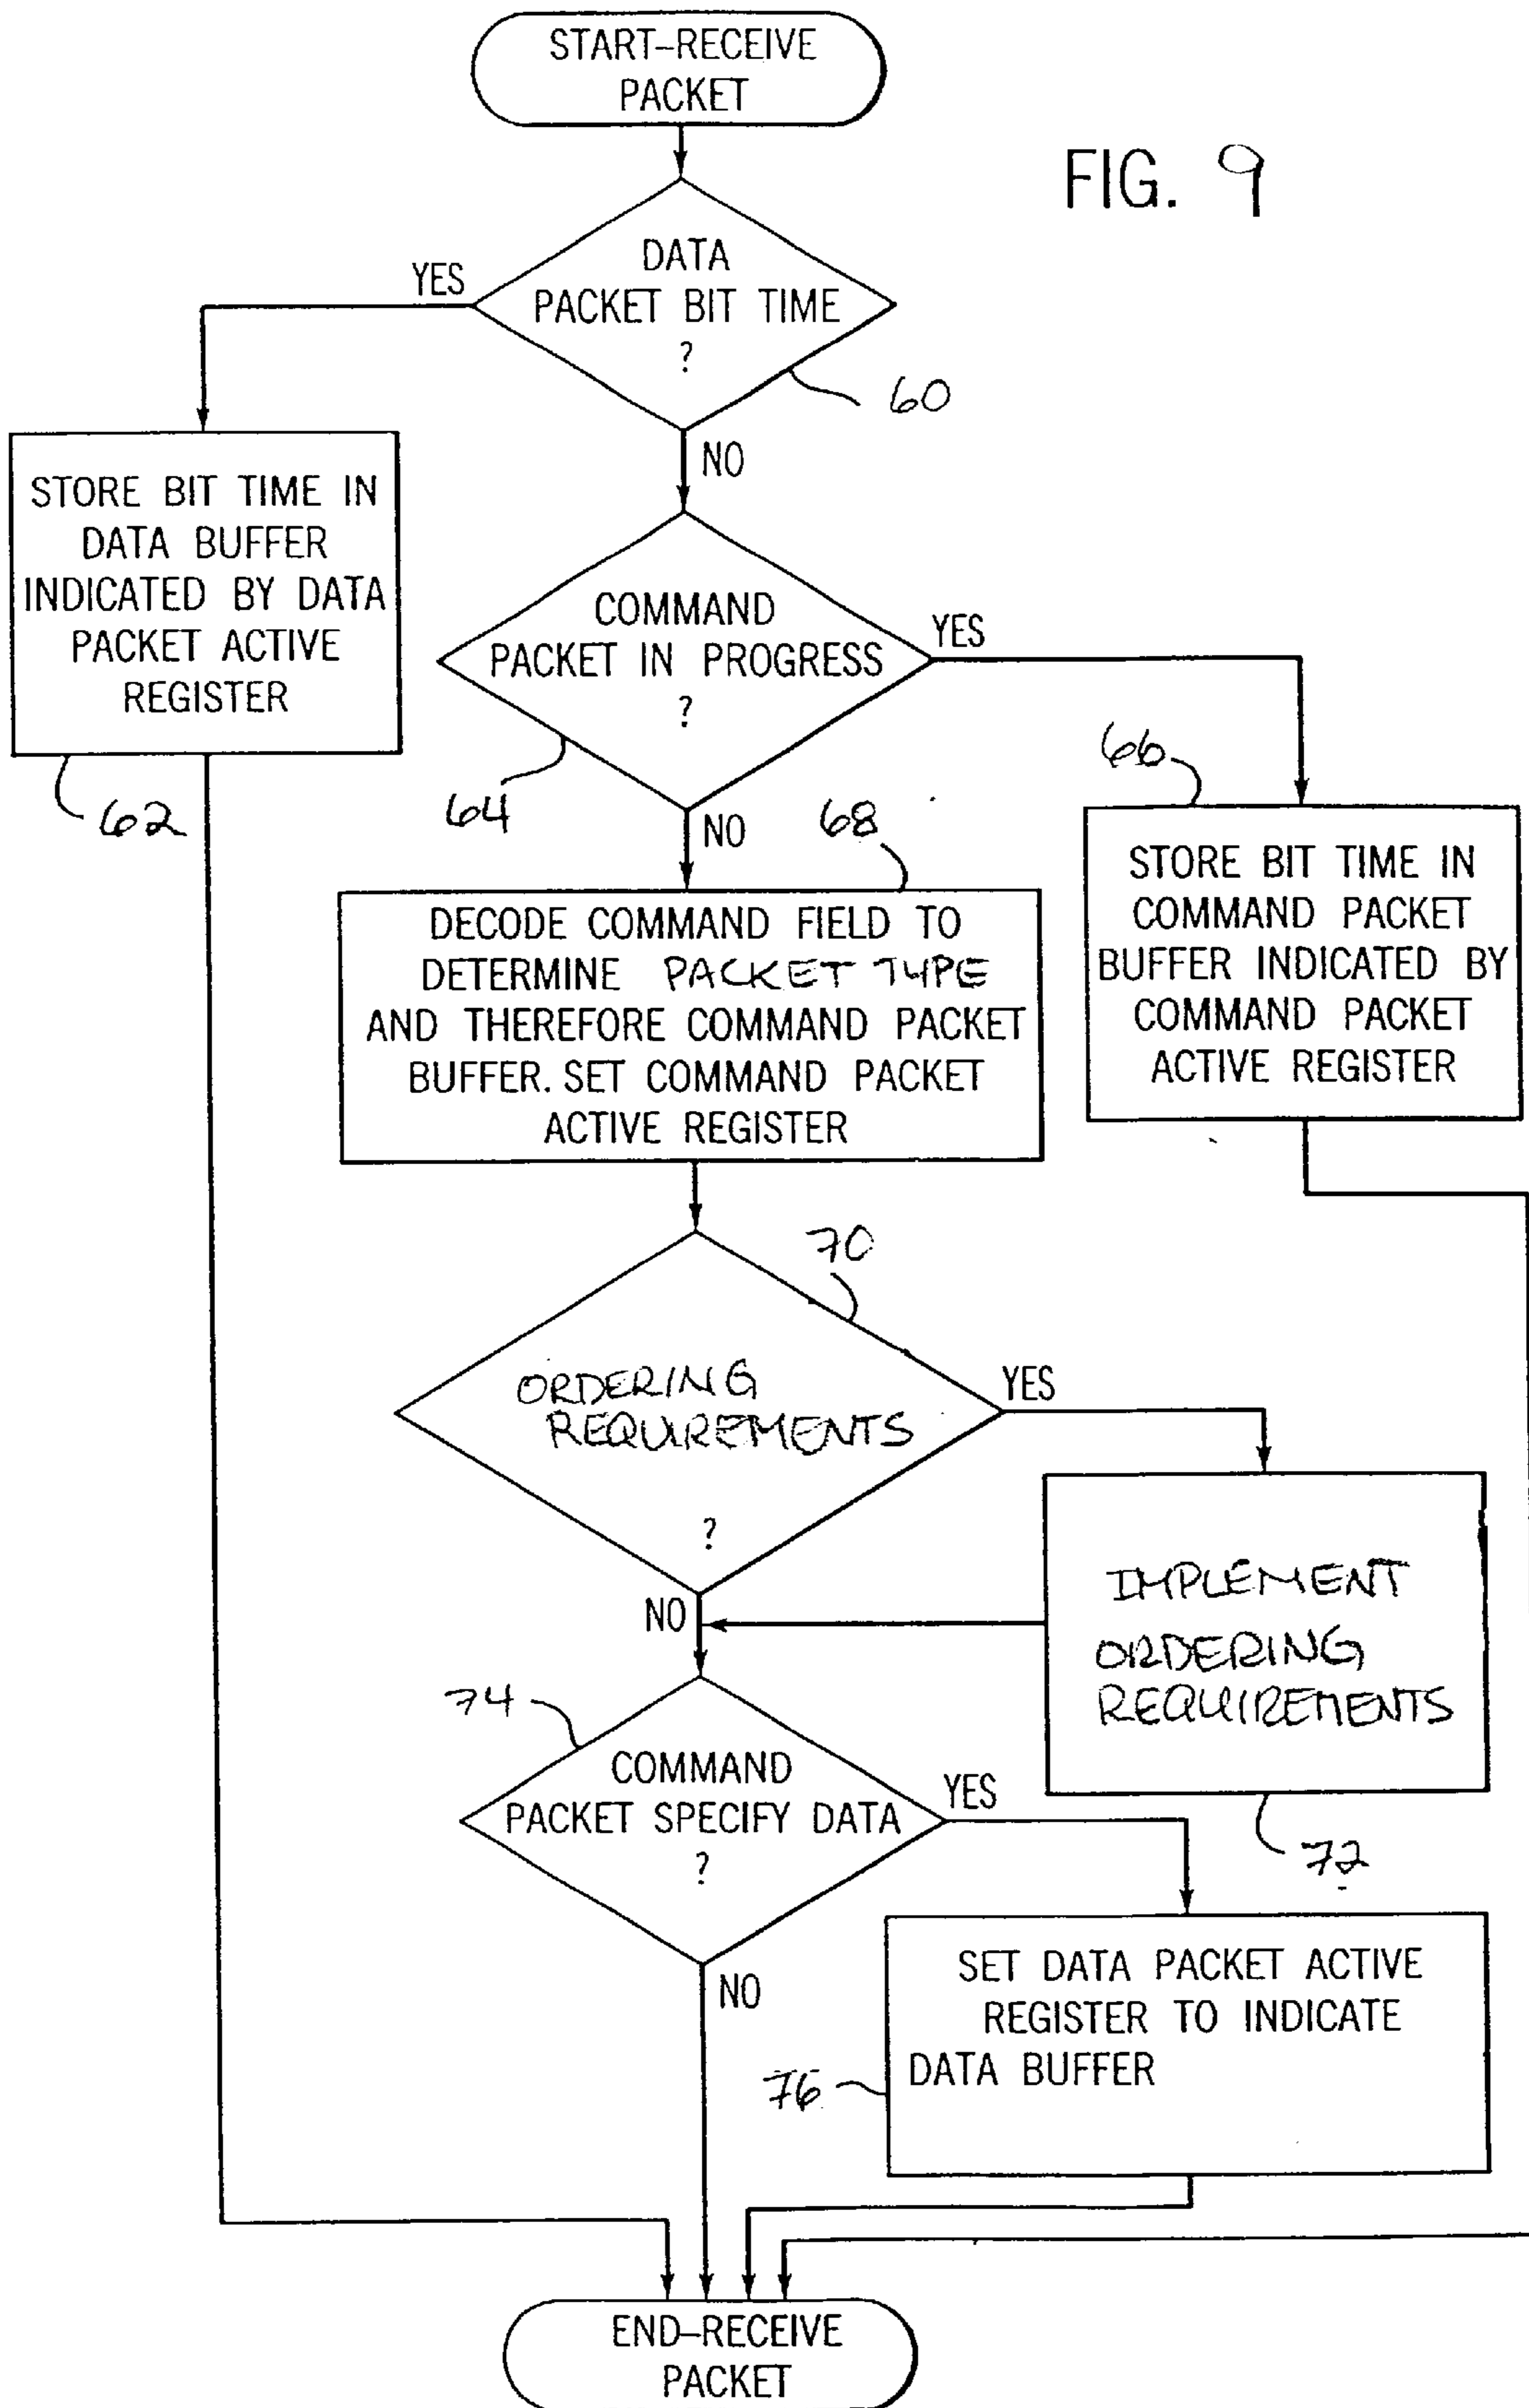 START-RECEIVE
PACKET
FIG. 9
DATA
PACKET BIT TIME
?
YES
60
NO
STORE BIT TIME IN
DATA BUFFER
INDICATED BY DATA
PACKET ACTIVE
REGISTER
62
COMMAND
PACKET IN PROGRESS
?
YES
64
NO
66
STORE BIT TIME IN
COMMAND PACKET
BUFFER INDICATED BY
COMMAND PACKET
ACTIVE REGISTER
68
DECODE COMMAND FIELD TO
DETERMINE PACKET TYPE
AND THEREFORE COMMAND PACKET
BUFFER. SET COMMAND PACKET
ACTIVE REGISTER
70
ORDERING
REQUIREMENTS
?
YES
NO
IMPLEMENT
ORDERING
REQUIREMENTS
72
74
COMMAND
PACKET SPECIFY DATA
?
YES
NO
SET DATA PACKET ACTIVE
REGISTER TO INDICATE
DATA BUFFER
76
END-RECEIVE
PACKET